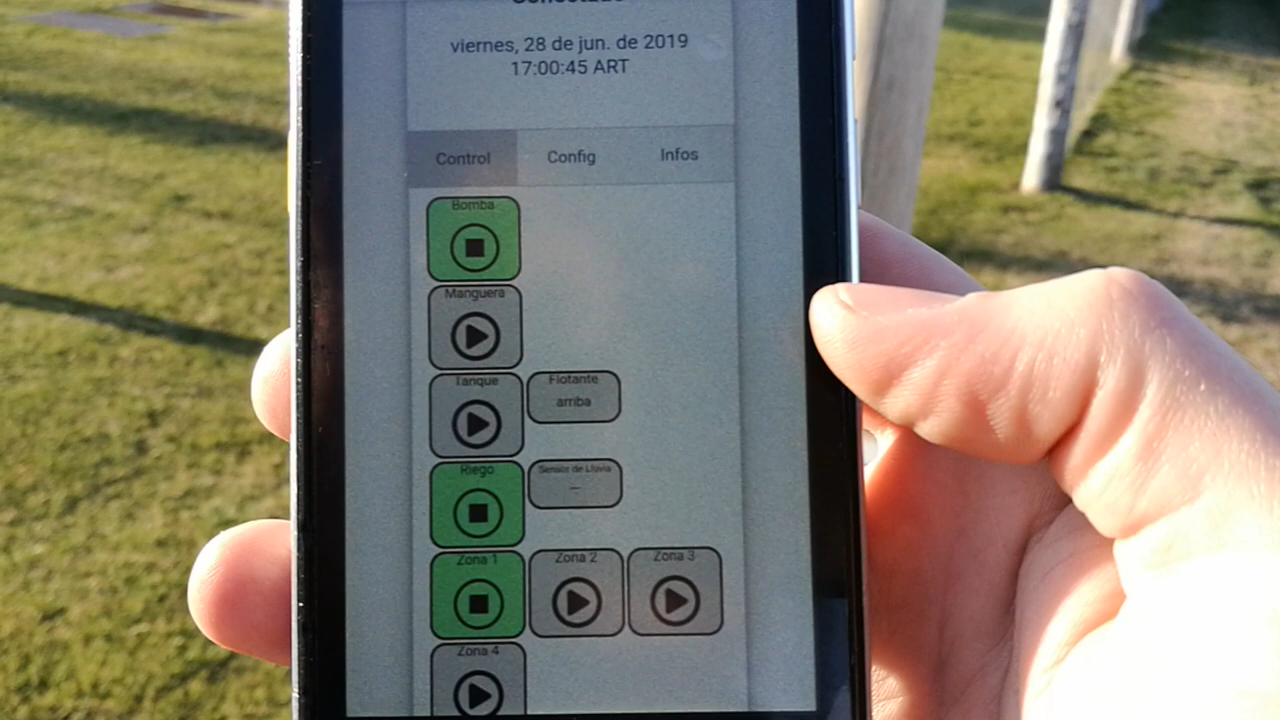 Conectado
viernes, 28 de jun. de 2019
17:00:45 ART
Control Config Infos
Bomba
Manguera
Tanque Flotante
arriba
Riego Sensor de Lluvia
---
Zona 1 Zona 2 Zona 3
Zona 4